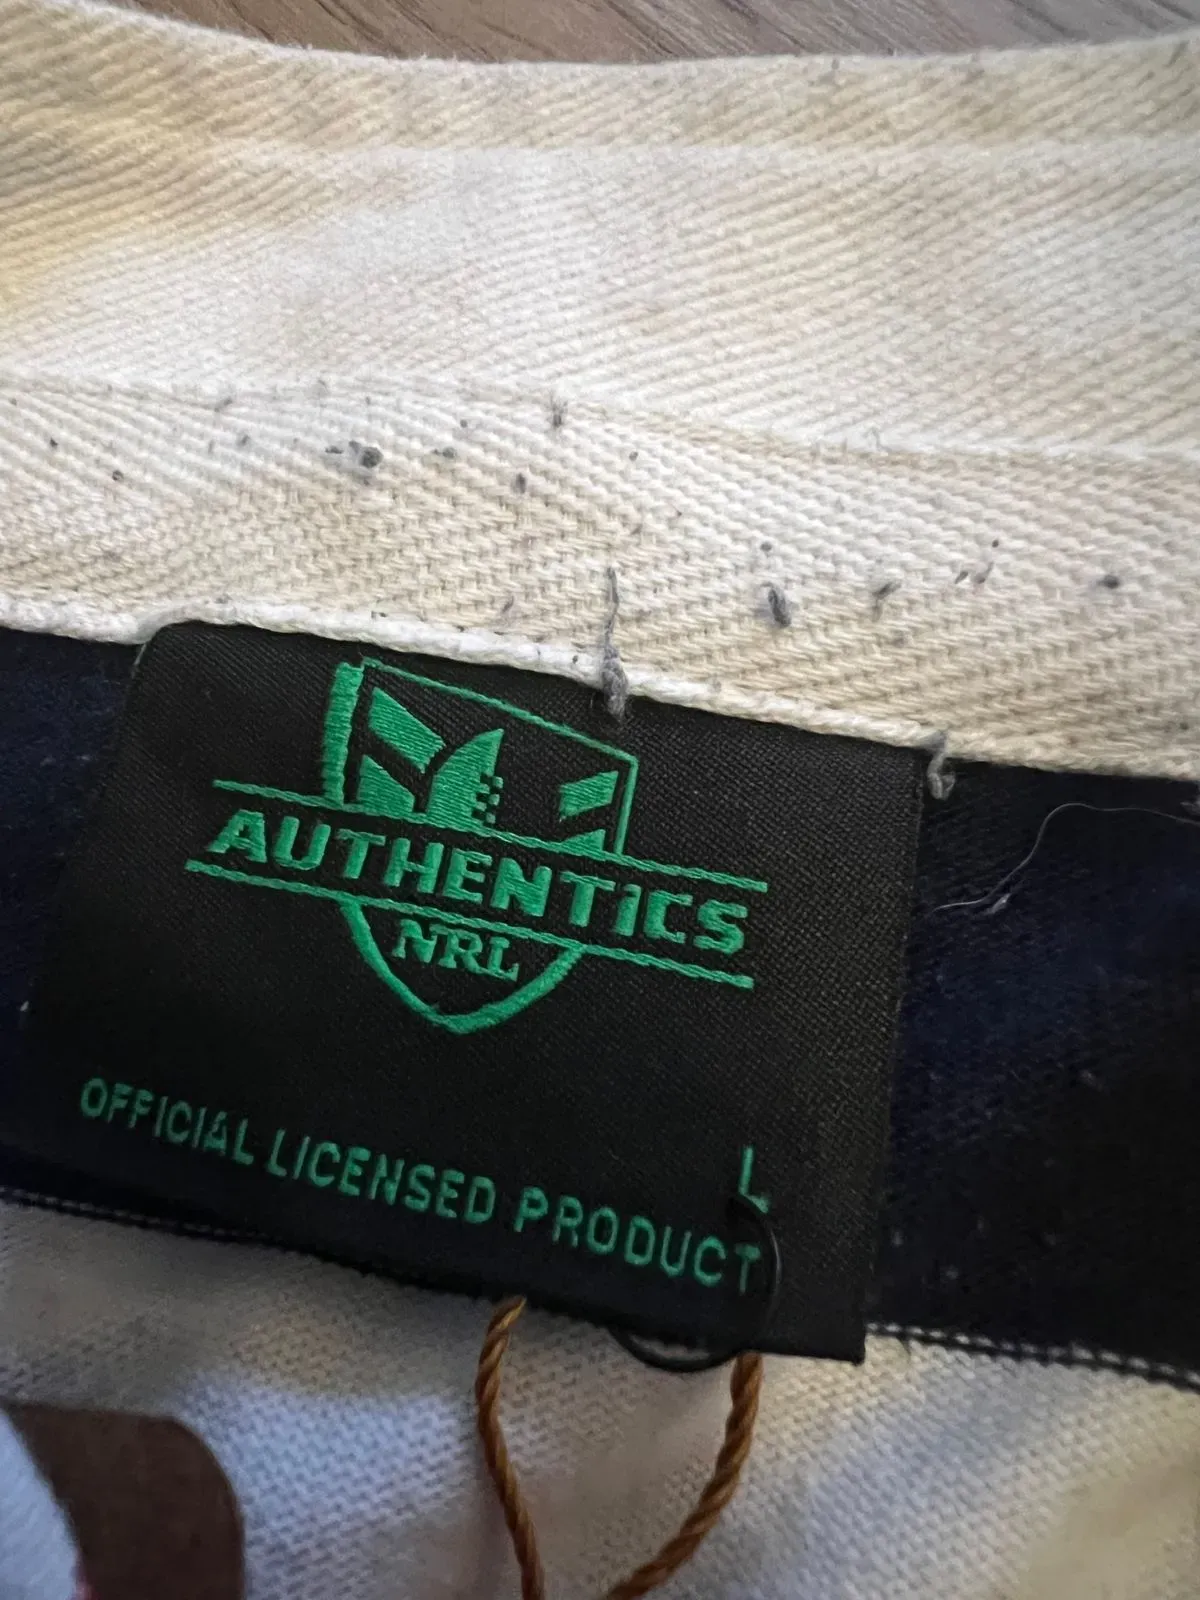 AUTHENTiCS
NRL
L
OFFICIAL LICENSED PRODUCT